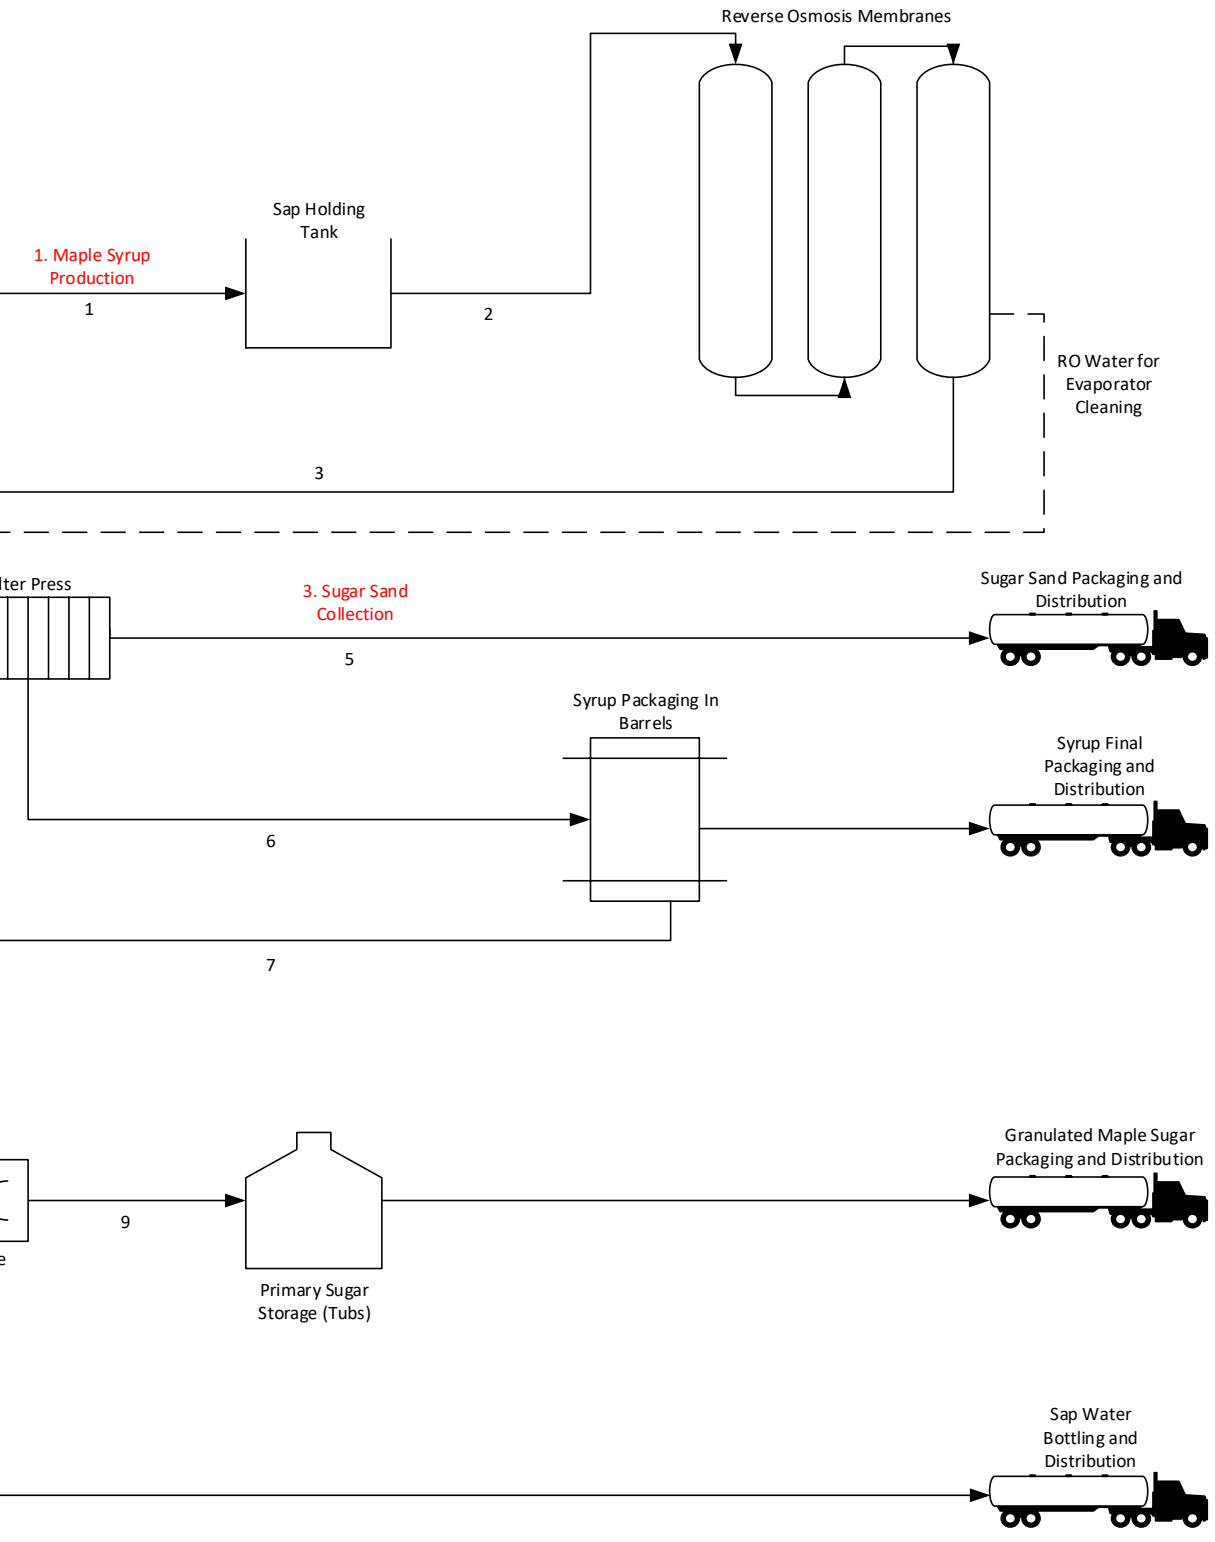 Reverse Osmosis Membranes
Sap Holding
Tank
1. Maple Syrup
Production
1
2
RO Water for
Evaporator
Cleaning
3
lter Press
3. Sugar Sand
Collection
5
Sugar Sand Packaging and
Distribution
Syrup Packaging In
Barrels
Syrup Final
Packaging and
Distribution
6
7
Granulated Maple Sugar
Packaging and Distribution
9
e
Primary Sugar
Storage (Tubs)
Sap Water
Bottling and
Distribution